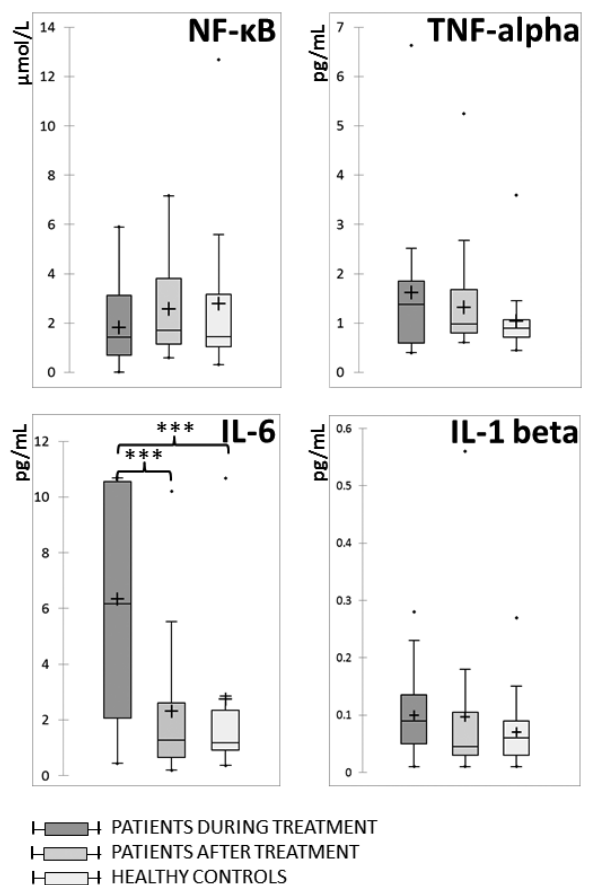 NF-κB
μmol/L
14
12
10
8
6
4
2
0
TNF-alpha
pg/mL
7
6
5
4
3
2
1
0
IL-6
pg/mL
***
***
12
10
8
6
4
2
0
IL-1 beta
pg/mL
0.6
0.5
0.4
0.3
0.2
0.1
0
PATIENTS DURING TREATMENT
PATIENTS AFTER TREATMENT
HEALTHY CONTROLS